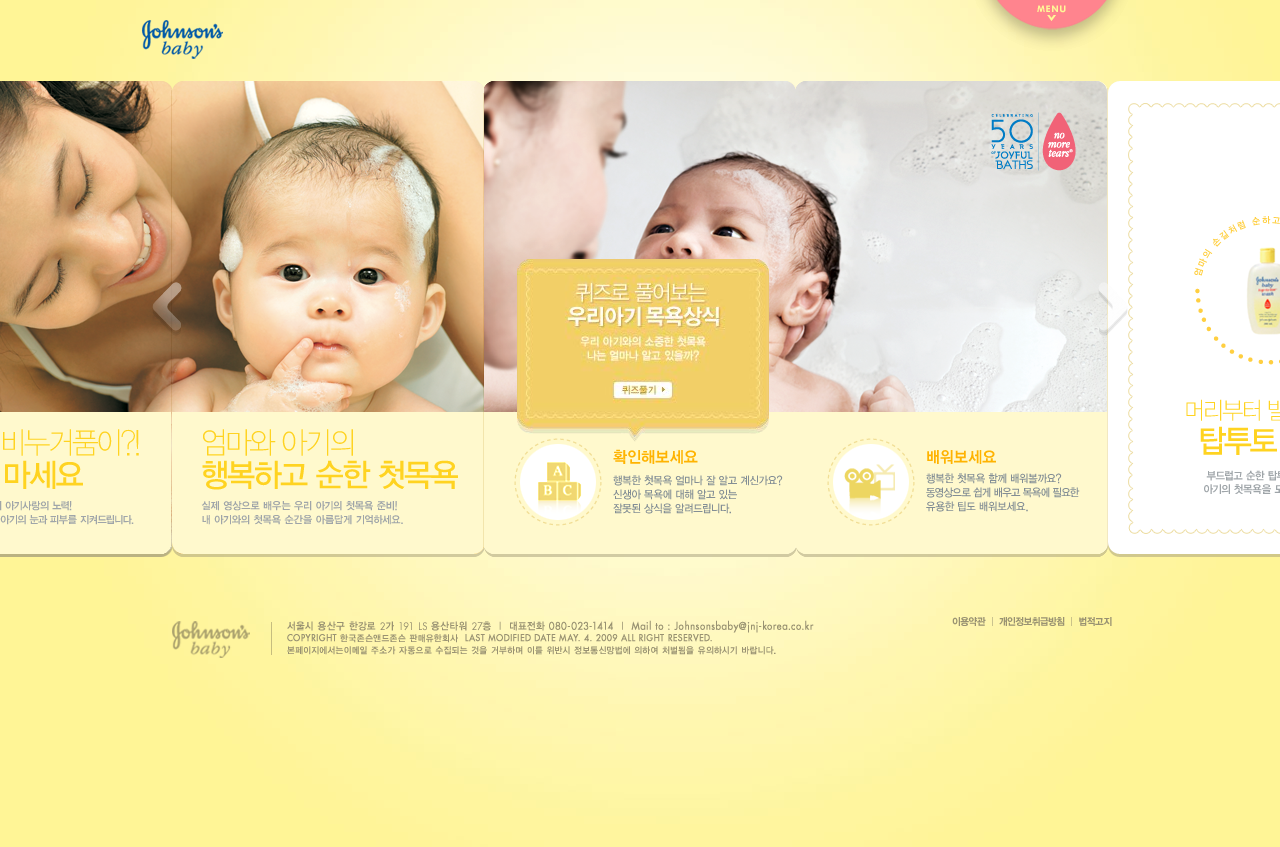 Johnson's
baby
MENU
CELEBRATING
50
YEARS
OF JOYFUL
BATHS
no
more
tears®
엄마의 손길처럼 순하고
Johnson's
baby
퀴즈로 풀어보는
우리아기 목욕상식
우리 아기와의 소중한 첫목욕
나는 얼마나 알고 있을까?
퀴즈풀기
비누거품이?!
마세요
아기사랑의 노력!
아기의 눈과 피부를 지켜드립니다.
엄마와 아기의
행복하고 순한 첫목욕
실제 영상으로 배우는 우리 아기의 첫목욕 준비!
내 아기와의 첫목욕 순간을 아름답게 기억하세요.
A
B C
확인해보세요
행복한 첫목욕 얼마나 잘 알고 계신가요?
신생아 목욕에 대해 알고 있는
잘못된 상식을 알려드립니다.
배워보세요
행복한 첫목욕 함께 배워볼까요?
동영상으로 쉽게 배우고 목욕에 필요한
유용한 팁도 배워보세요.
머리부터
탑투토
부드럽고 순한
아기의 첫목욕을
Johnson's
baby
서울시 용산구 한강로 2가 191 LS 용산타워 27층 | 대표전화 080-023-1414 | Mail to : Johnsonsbaby@jnj-korea.co.kr
COPYRIGHT 한국존슨앤드존슨 판매유한회사 LAST MODIFIED DATE MAY. 4. 2009 ALL RIGHT RESERVED.
본페이지에서는이메일 주소가 자동으로 수집되는 것을 거부하며 이를 위반시 정보통신망법에 의하여 처벌됨을 유의하시기 바랍니다.
이용약관 | 개인정보취급방침 | 법적고지